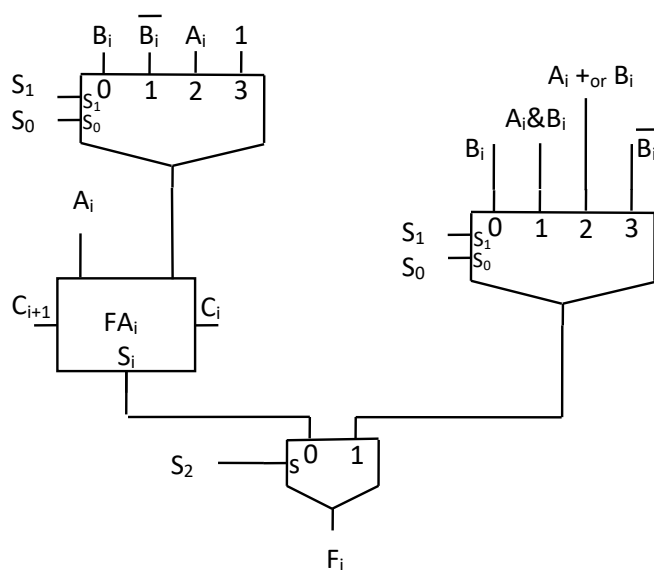 Bi B̅i̅ Ai 1
S1 S1 0 1 2 3
S0 S0
Ai +or Bi
Ai&Bi
Bi B̅i̅
Ai
S1 S1 0 1 2 3
S0 S0
Ci+1 FAi Ci
Si
S2 s 0 1
Fi